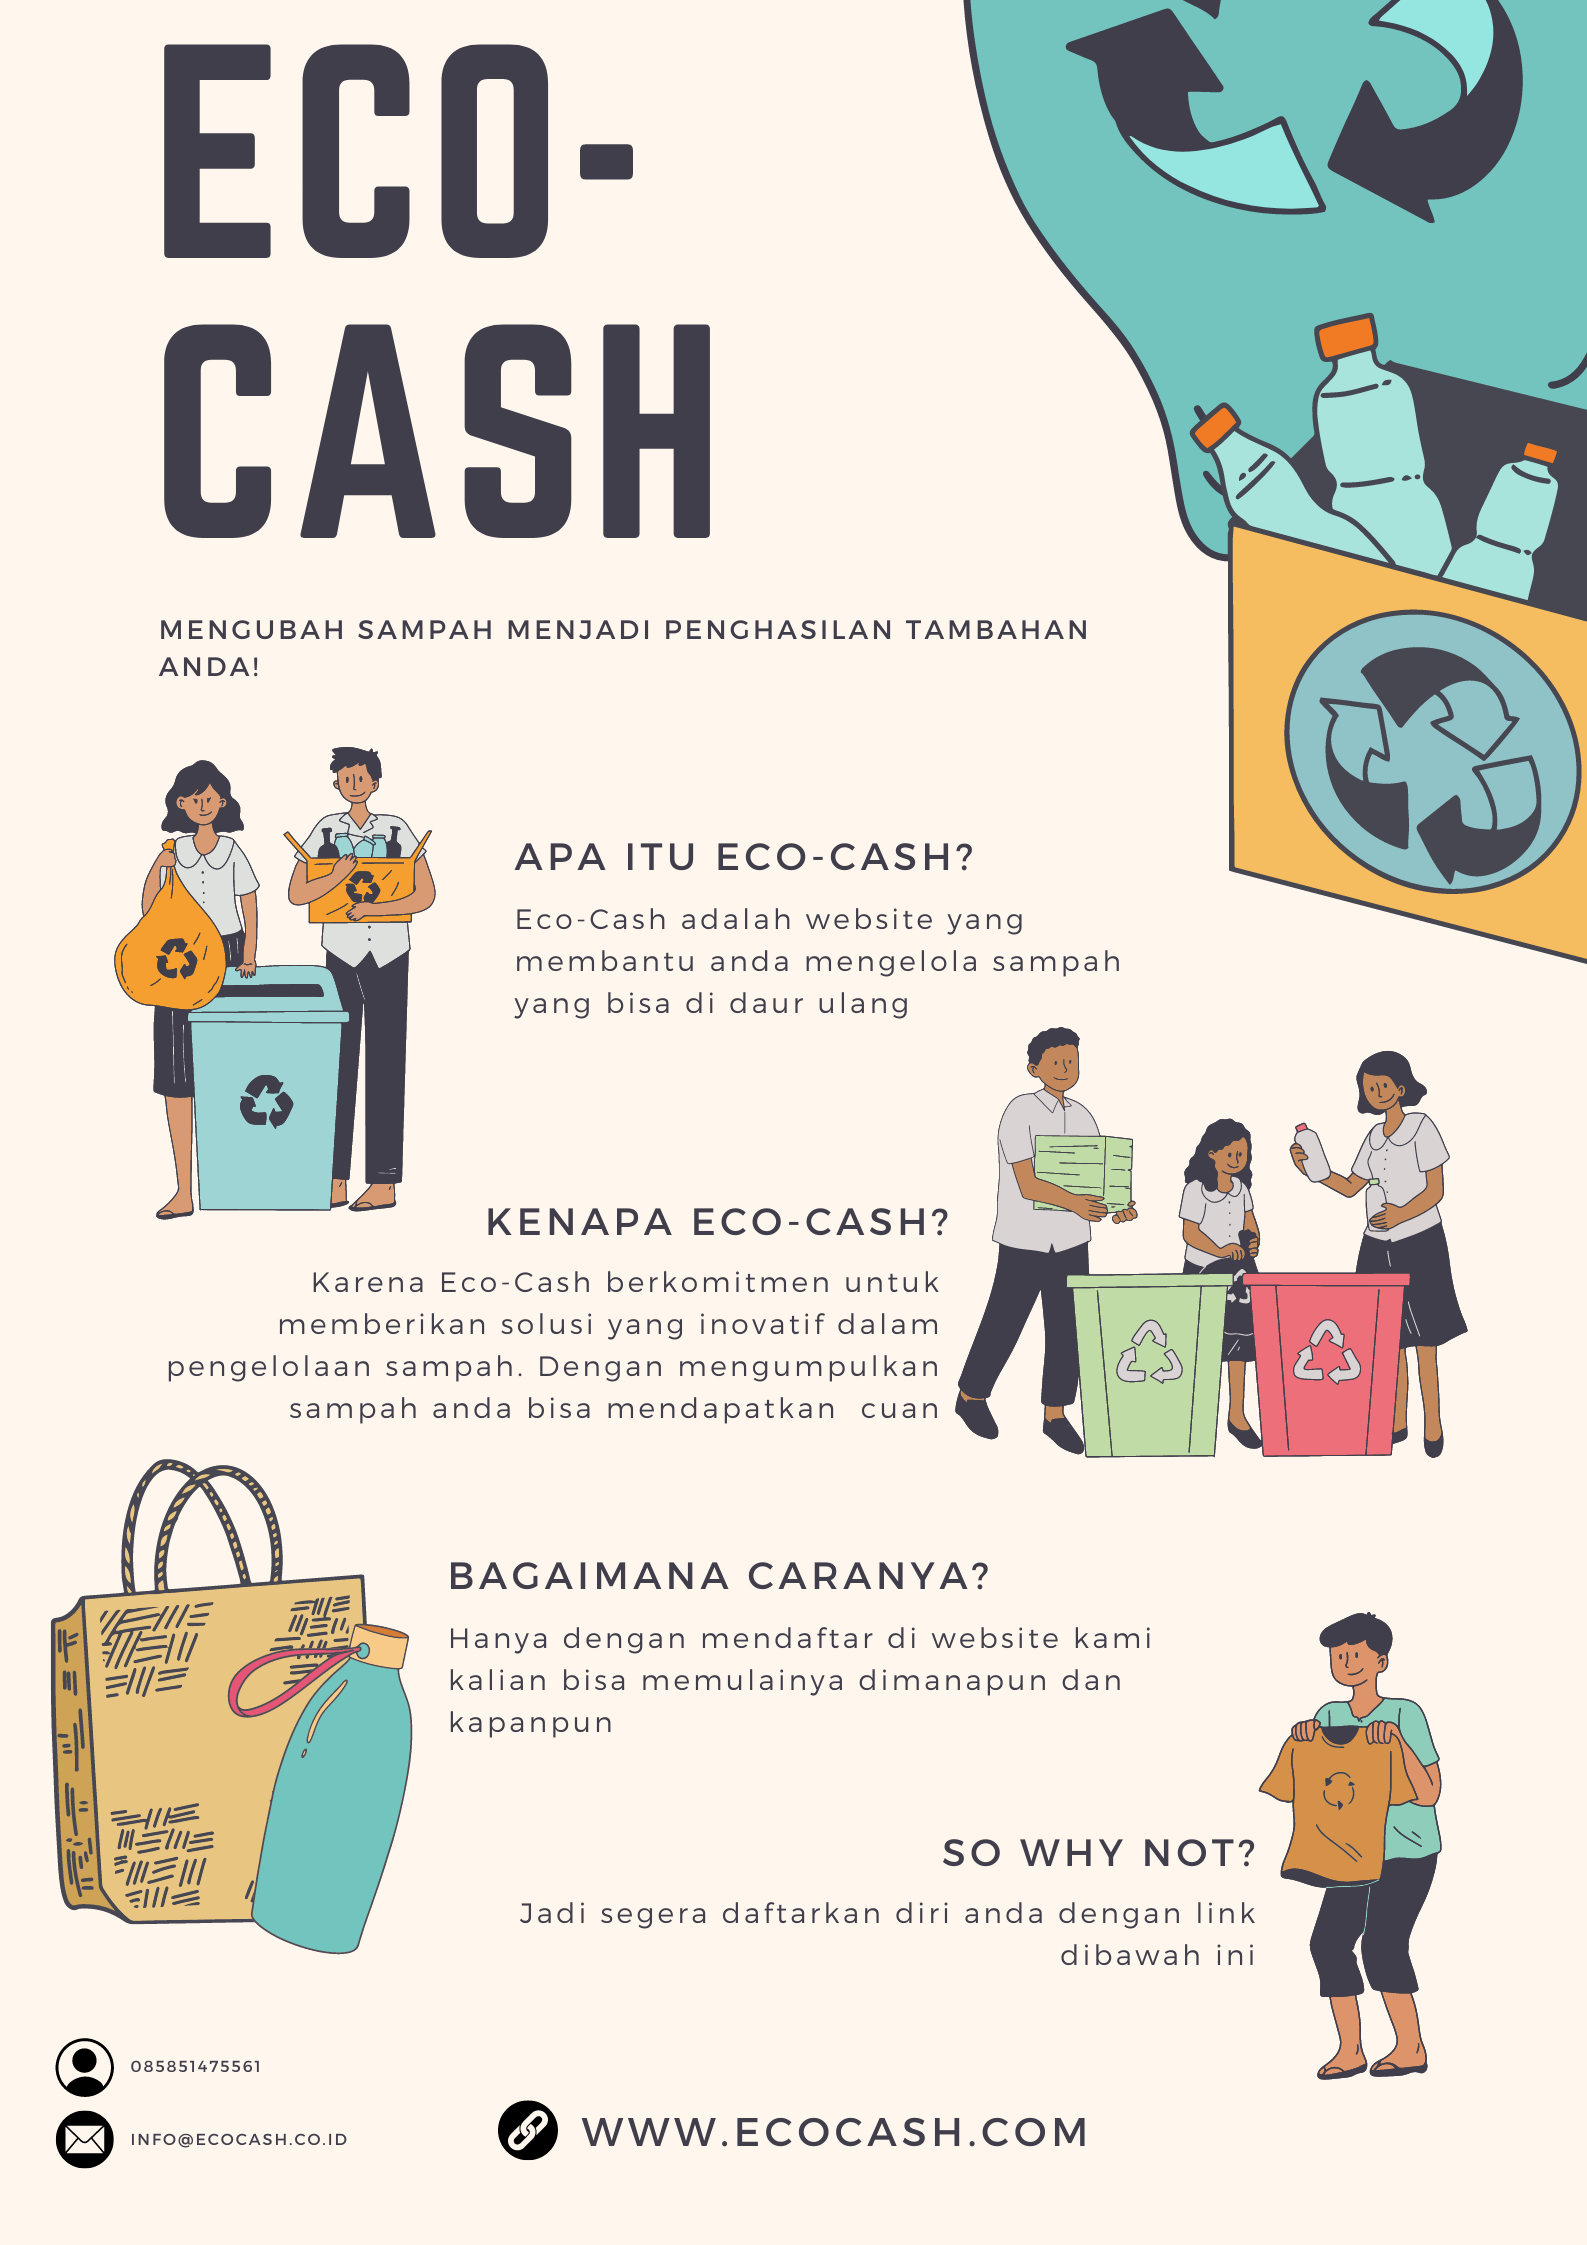 ECO-
CASH
MENGUBAH SAMPAH MENJADI PENGHASILAN TAMBAHAN
ANDA!
APA ITU ECO-CASH?
Eco-Cash adalah website yang
membantu anda mengelola sampah
yang bisa di daur ulang
KENAPA ECO-CASH?
Karena Eco-Cash berkomitmen untuk
memberikan solusi yang inovatif dalam
pengelolaan sampah. Dengan mengumpulkan
sampah anda bisa mendapatkan  cuan
BAGAIMANA CARANYA?
Hanya dengan mendaftar di website kami
kalian bisa memulainya dimanapun dan
kapanpun
SO WHY NOT?
Jadi segera daftarkan diri anda dengan link
dibawah ini
085851475561
INFO@ECOCASH.CO.ID
WWW.ECOCASH.COM